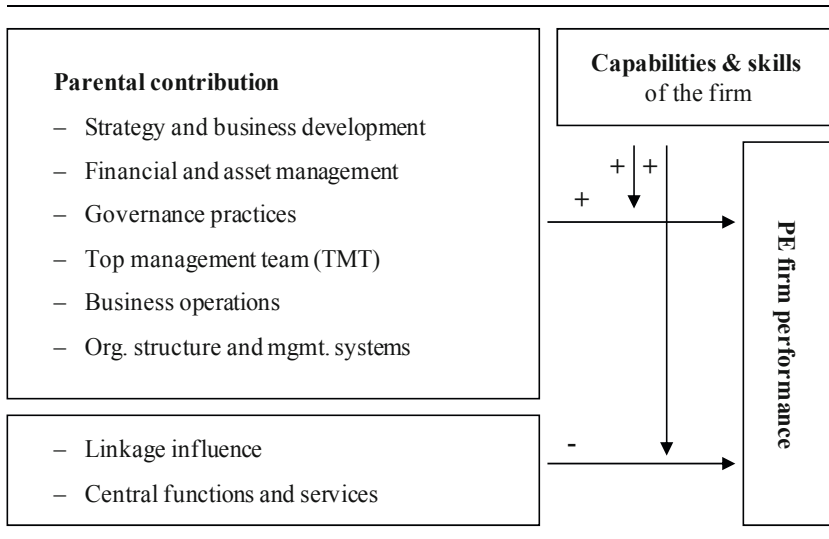 Parental contribution
– Strategy and business development
– Financial and asset management
– Governance practices
– Top management team (TMT)
– Business operations
– Org. structure and mgmt. systems
– Linkage influence
– Central functions and services
Capabilities & skills
of the firm
+ +
+
-
PE firm performance